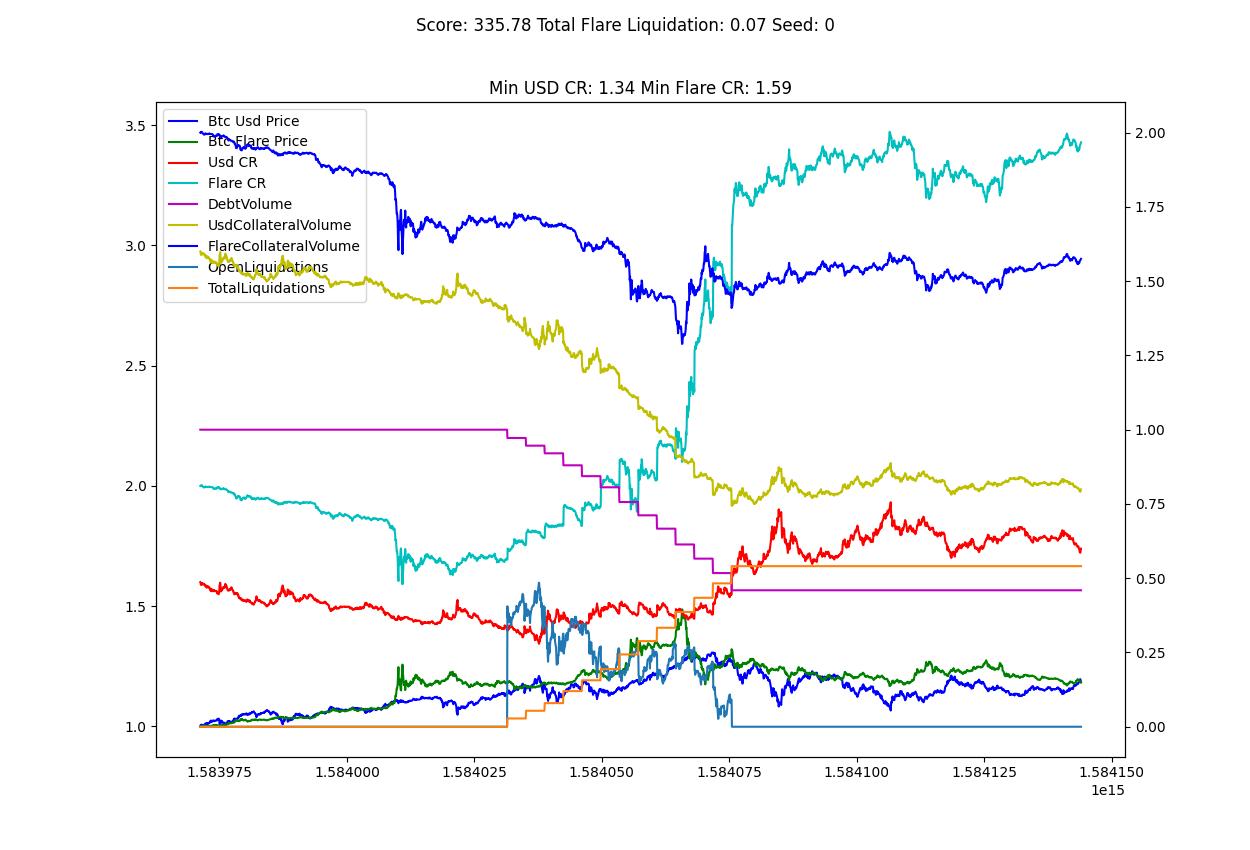 Score: 335.78 Total Flare Liquidation: 0.07 Seed: 0
Min USD CR: 1.34 Min Flare CR: 1.59
Btc Usd Price
Btc Flare Price
Usd CR
Flare CR
DebtVolume
UsdCollateralVolume
FlareCollateralVolume
OpenLiquidations
TotalLiquidations
3.5
3.0
2.5
2.0
1.5
1.0
2.00
1.75
1.50
1.25
1.00
0.75
0.50
0.25
0.00
1.583975 1.584000 1.584025 1.584050 1.584075 1.584100 1.584125 1.584150
1e15